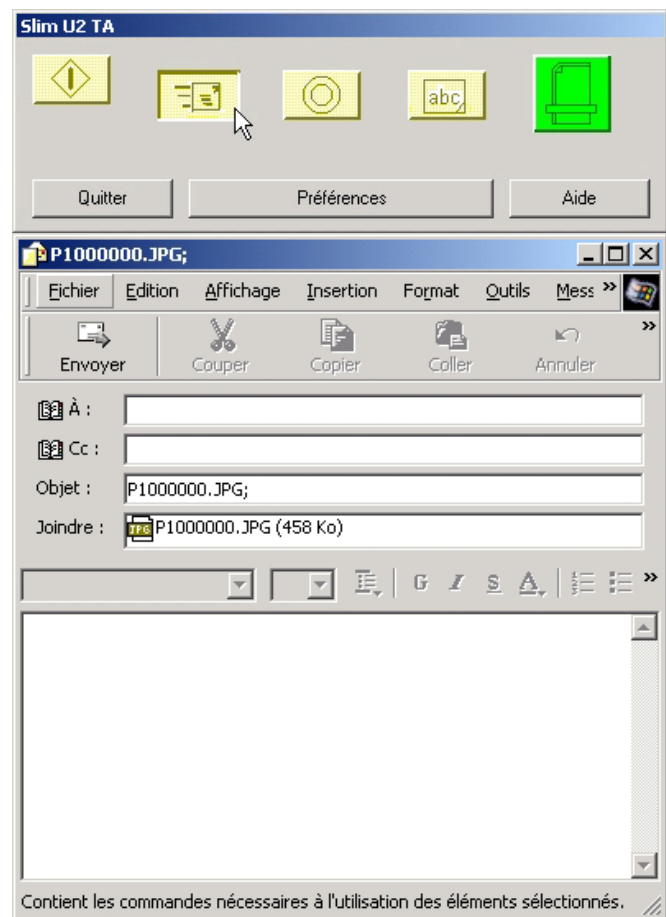 Slim U2 TA
abc
Quitter Préférences Aide
P1000000.JPG;
Fichier Edition Affichage Insertion Format Outils Mess »
Envoyer Couper Copier Coller Annuler »
À :
Cc :
Objet : P1000000.JPG;
Joindre : P1000000.JPG (458 Ko)
G I S A »
Contient les commandes nécessaires à l'utilisation des éléments sélectionnés.